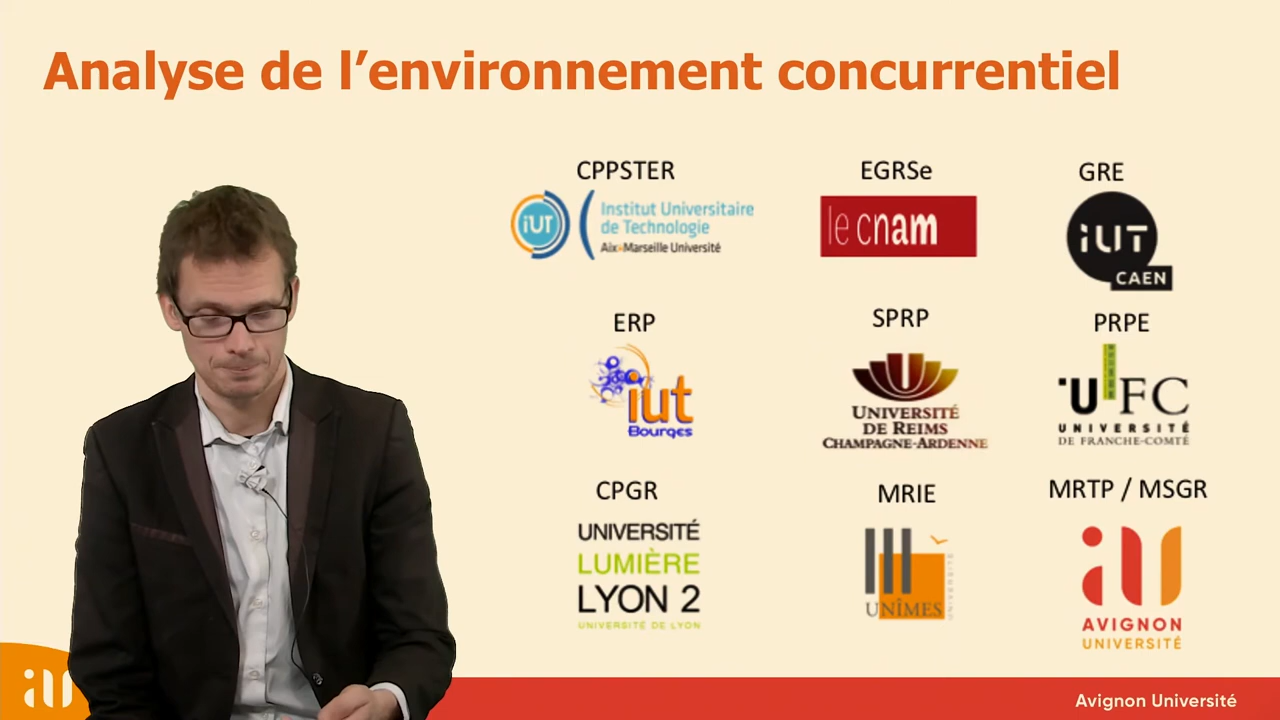 Analyse de l’environnement concurrentiel
CPPSTER
iUT
Institut Universitaire
de Technologie
Aix*Marseille Université
EGRSe
le cnam
GRE
iUT
CAEN
ERP
iut
Bourges
SPRP
UNIVERSITÉ
DE REIMS
CHAMPAGNE-ARDENNE
PRPE
UFC
UNIVERSITÉ
DE FRANCHE-COMTÉ
CPGR
UNIVERSITÉ
LUMIÈRE
LYON 2
UNIVERSITÉ DE LYON
MRIE
UNÎMES
MRTP / MSGR
au
AVIGNON
UNIVERSITÉ
au
Avignon Université